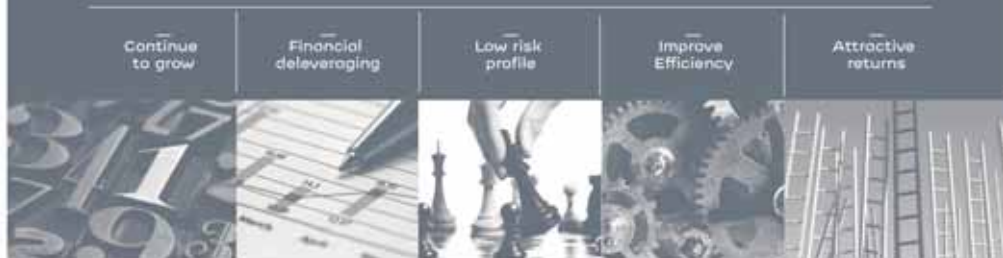 Continue
to grow
Financial
deleveraging
Low risk
profile
Improve
Efficiency
Attractive
returns